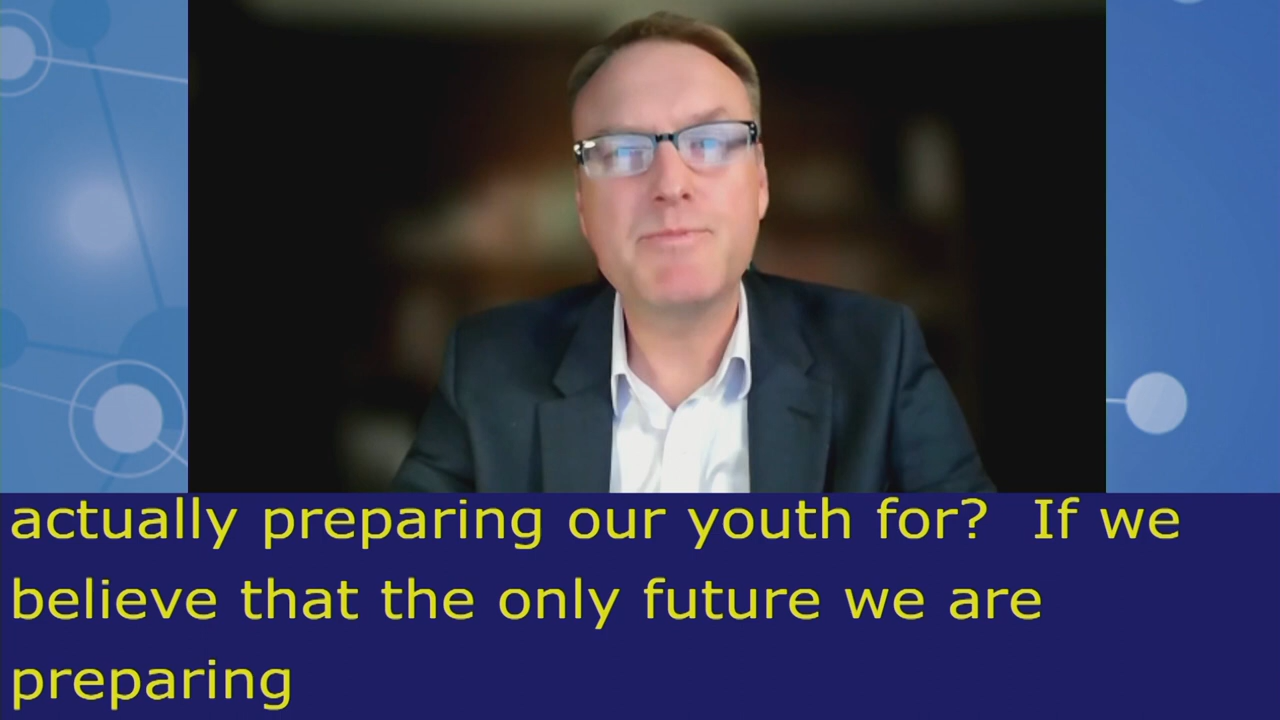 actually preparing our youth for?  If we
believe that the only future we are
preparing